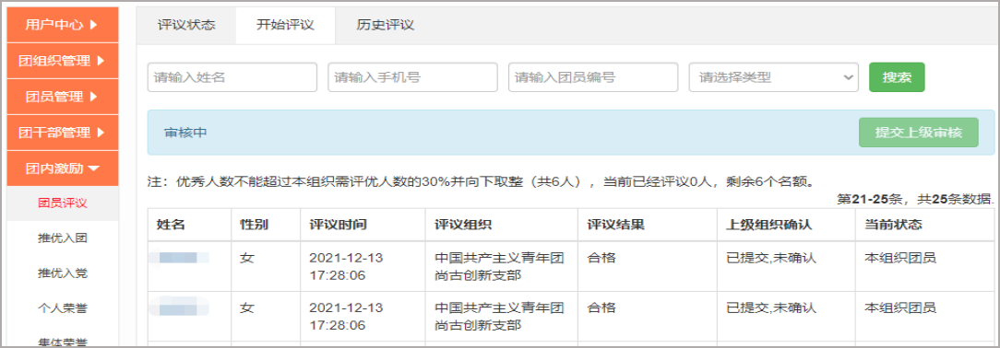 用户中心
团组织管理
团员管理
团干部管理
团内激励
团员评议
推优入团
推优入党
个人荣誉
集体荣誉
评议状态 开始评议 历史评议
请输入姓名 请输入手机号 请输入团员编号 请选择类型 搜索
审核中 提交上级审核
注：优秀人数不能超过本组织需评优人数的30%并向下取整（共6人），当前已经评议0人，剩余6个名额。
第21-25条，共25条数据.
姓名 性别 评议时间 评议组织 评议结果 上级组织确认 当前状态
女 2021-12-13 中国共产主义青年团 合格 已提交,未确认 本组织团员
17:28:06 尚古创新支部
女 2021-12-13 中国共产主义青年团 合格 已提交,未确认 本组织团员
17:28:06 尚古创新支部